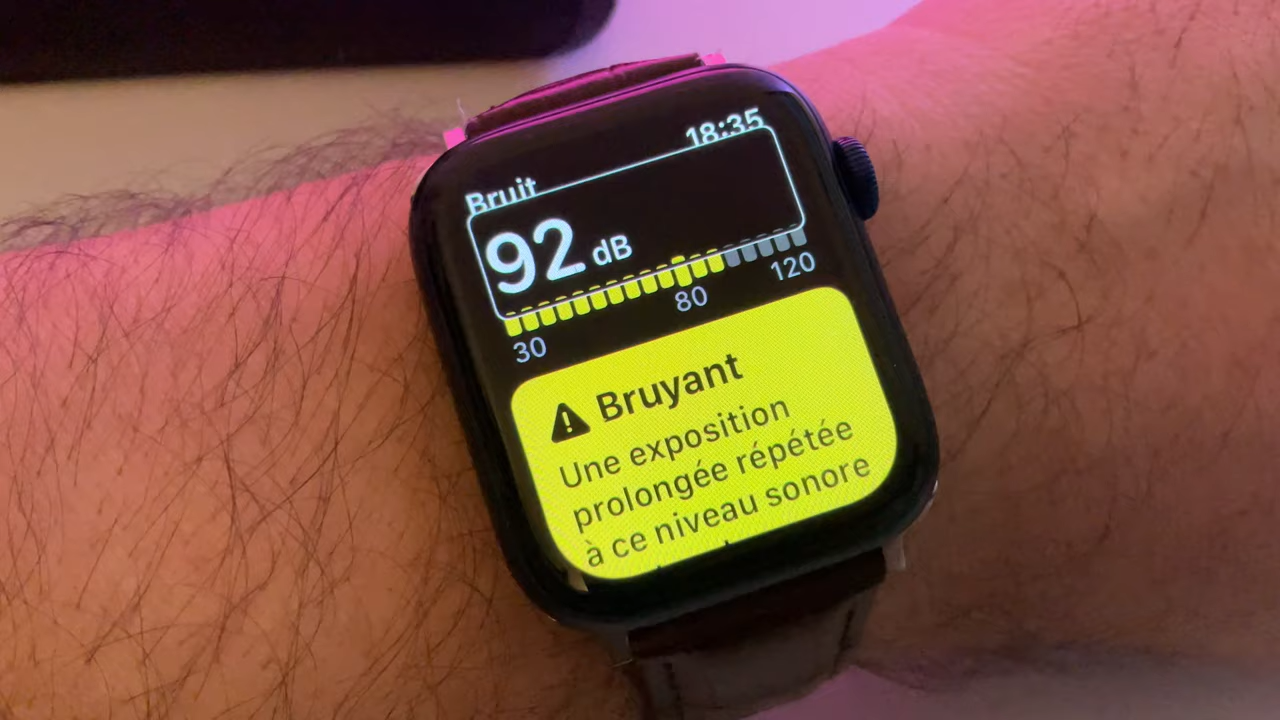 18:35
Bruit
92 dB
30 80 120
Bruyant
Une exposition
prolongée répétée
à ce niveau sonore